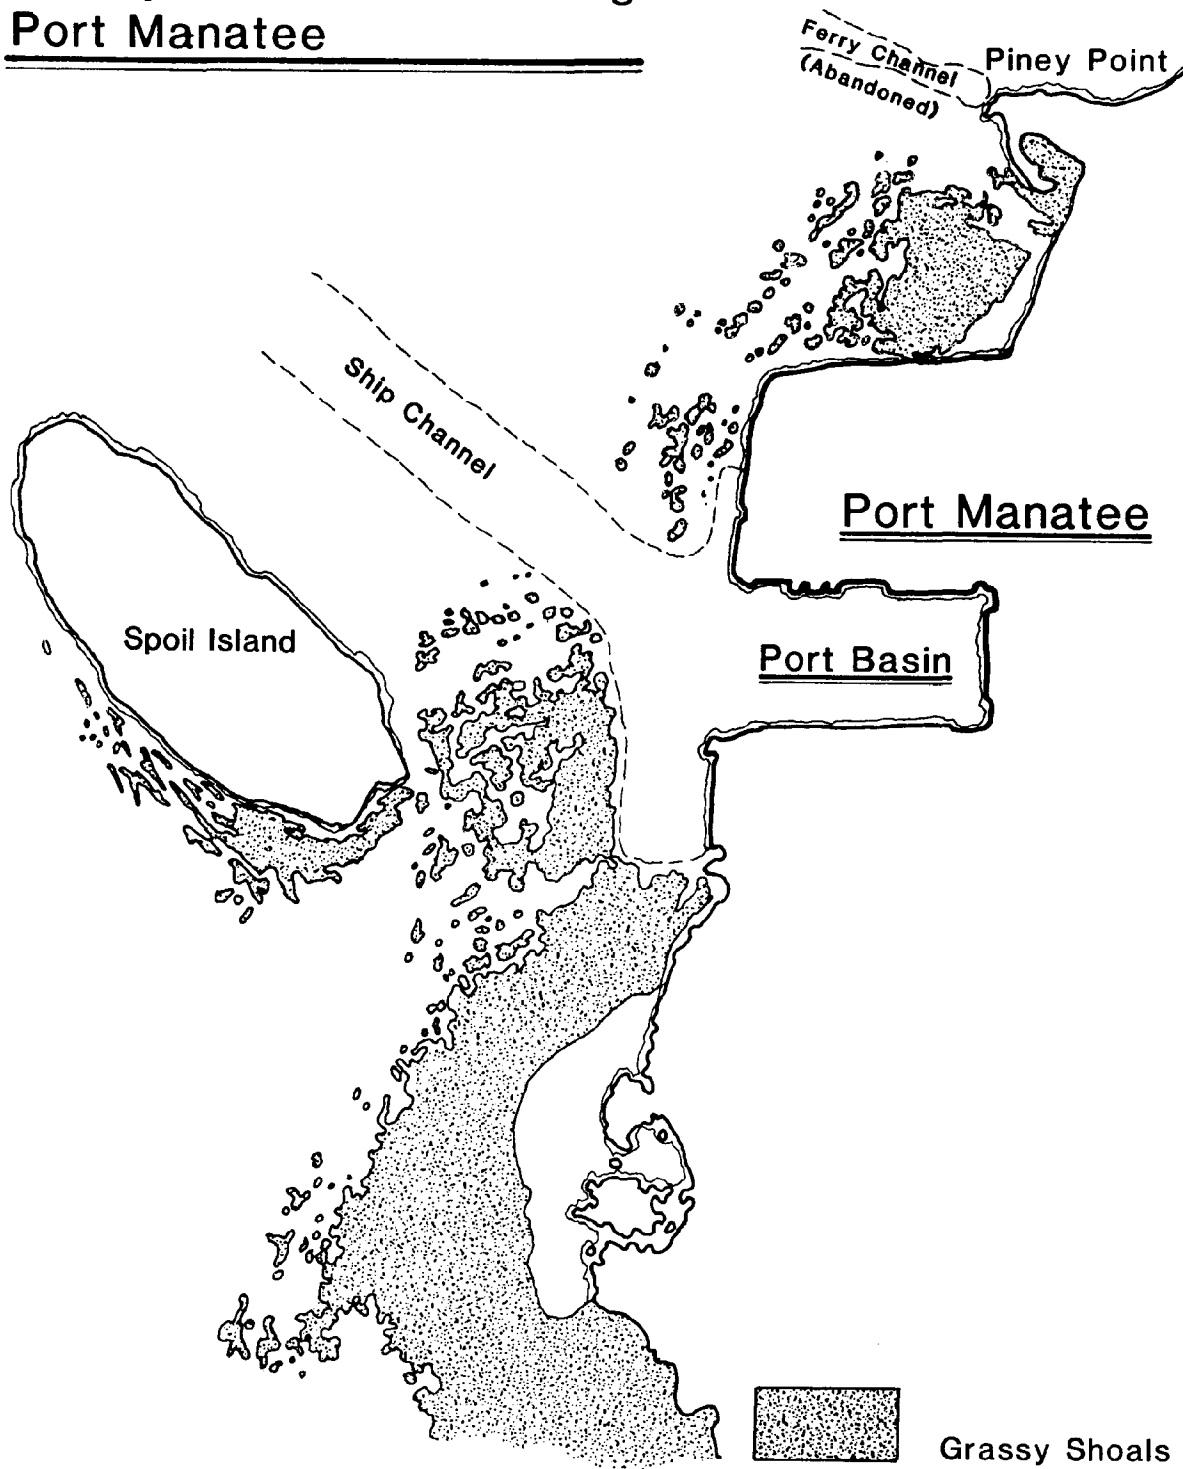 Port Manatee
Ferry Channel
(Abandoned)
Piney Point
Ship Channel
Port Manatee
Spoil Island
Port Basin
Grassy Shoals